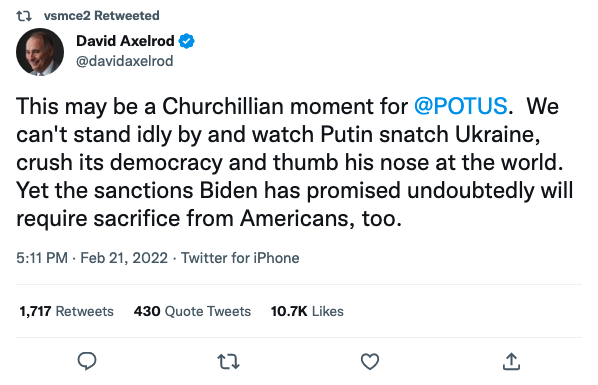 vsmce2 Retweeted
David Axelrod
@davidaxelrod
This may be a Churchillian moment for @POTUS.  We
can't stand idly by and watch Putin snatch Ukraine,
crush its democracy and thumb his nose at the world.
Yet the sanctions Biden has promised undoubtedly will
require sacrifice from Americans, too.
5:11 PM · Feb 21, 2022 · Twitter for iPhone
1,717 Retweets 430 Quote Tweets 10.7K Likes